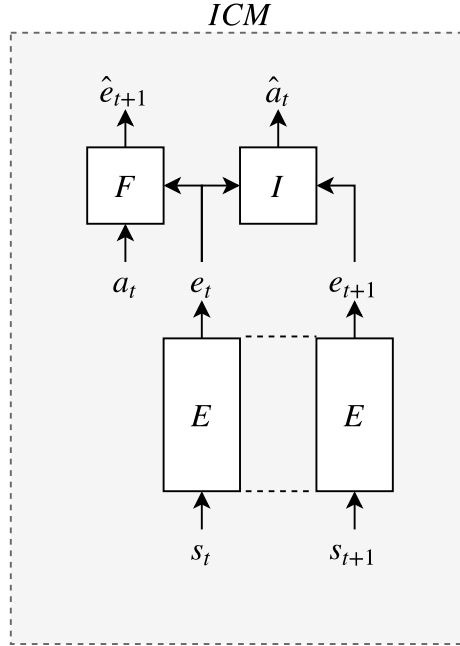 ICM
ê_{t+1} â_t
F I
a_t e_t e_{t+1}
E E
s_t s_{t+1}